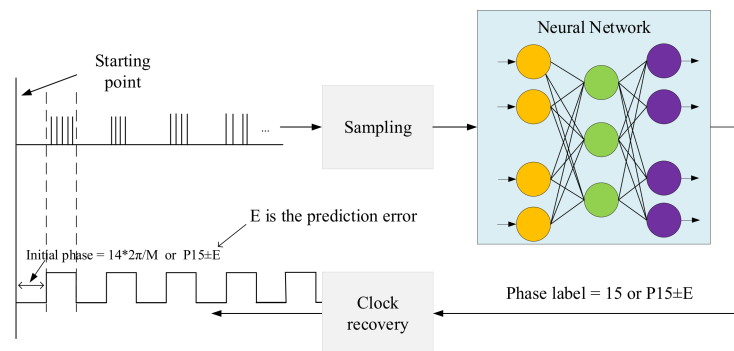 Neural Network
Starting
point
...
Sampling
E is the prediction error
Initial phase = 14*2π/M or P15±E
Phase label = 15 or P15±E
Clock
recovery